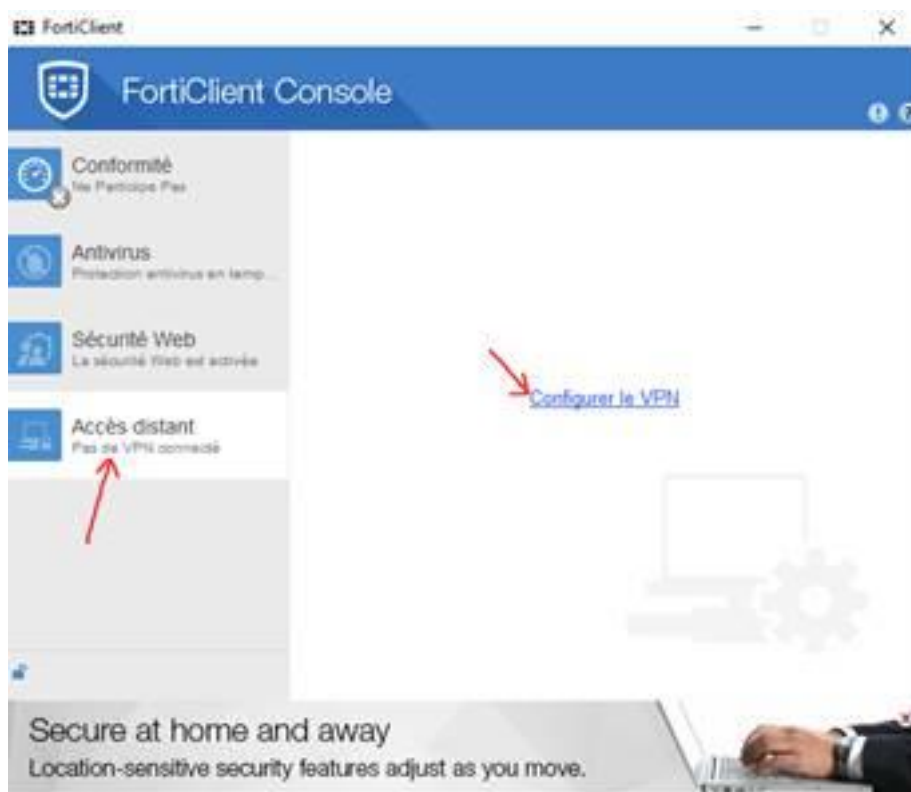 FortiClient
FortiClient Console
Conformité
Ne Participe Pas
Antivirus
Protection antivirus en temp...
Sécurité Web
La sécurité Web est activée
Accès distant
Pas de VPN connecté
Configurer le VPN
Secure at home and away
Location-sensitive security features adjust as you move.